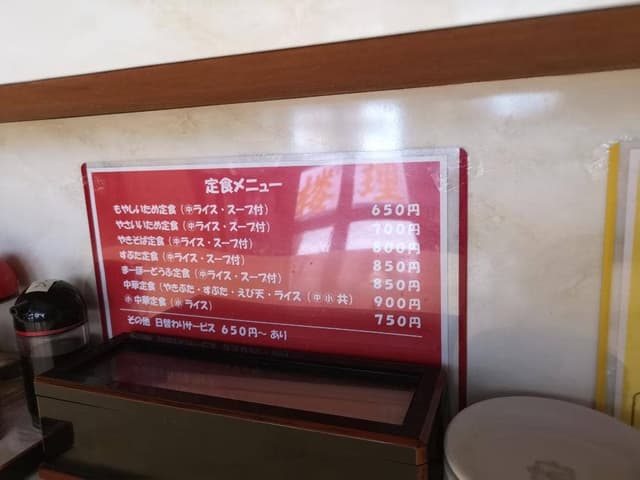 定食メニュー
もやしいため定食（㊥ライス・スープ付） 650円
やさいいため定食（㊥ライス・スープ付） 700円
やきそば定食（㊥ライス・スープ付） 800円
すぶた定食（㊥ライス・スープ付） 850円
まーぼーどうふ定食（㊥ライス・スープ付） 850円
中華定食（やきぶた・すぶた・えび天・ライス（㊥小共） 900円
㊙中華定食（㊥ライス） 750円
その他 日替わりサービス 650円〜あり